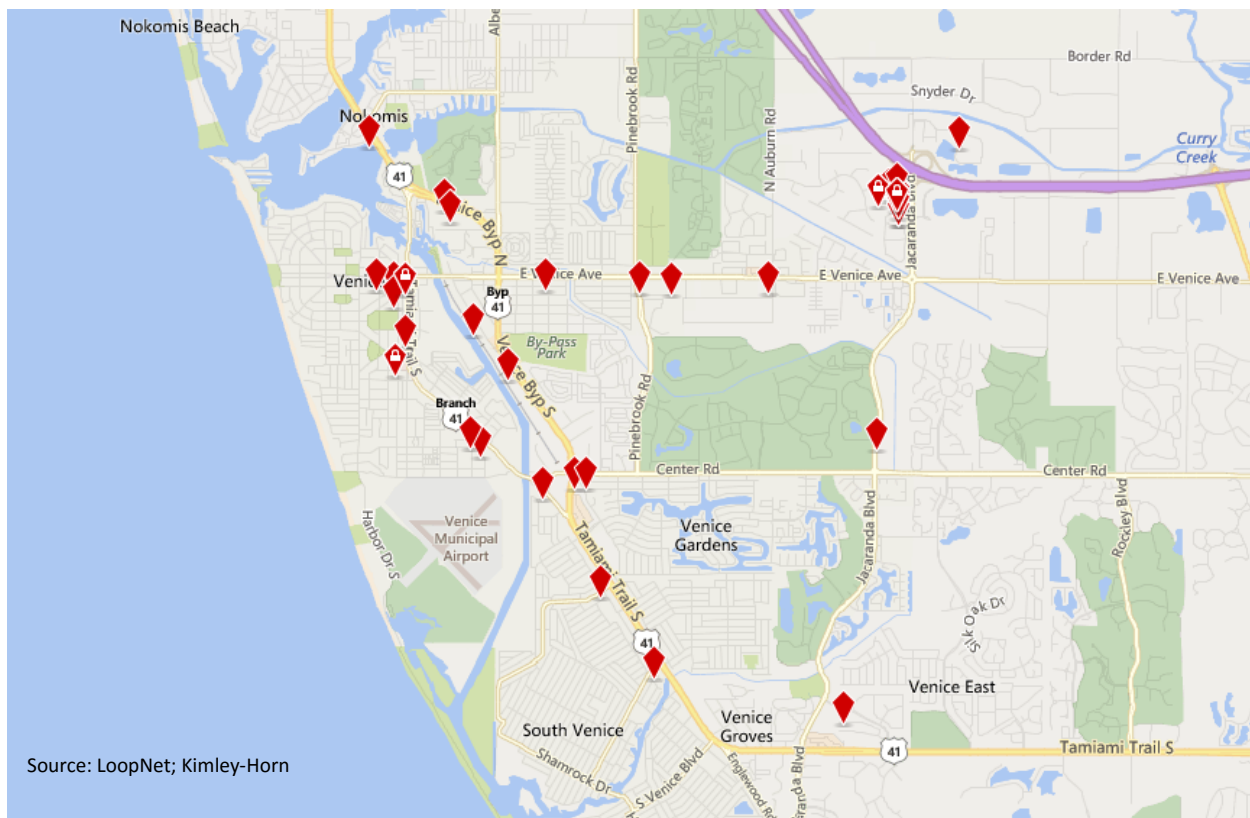 Nokomis Beach
Albe
Border Rd
Snyder Dr
Nokomis
Pinebrook Rd
N Auburn Rd
Curry
Creek
41
Venice Byp N
Jacaranda Blvd
E Venice Ave
E Venice Ave
E Venice Ave
Venic
Tamiami Trail S
Byp
41
By-Pass
Park
Venice Byp S
Pinebrook Rd
Branch
41
Center Rd
Center Rd
Rockley Blvd
Harbor Dr S
Venice
Municipal
Airport
Venice
Gardens
Jacaranda Blvd
Tamiami Trail S
Silk Oak Dr
41
Venice East
South Venice
Venice
Groves
41
Tamiami Trail S
Shamrock Dr
S Venice Blvd
Englewood Rd
aranda Blvd
Source: LoopNet; Kimley-Horn